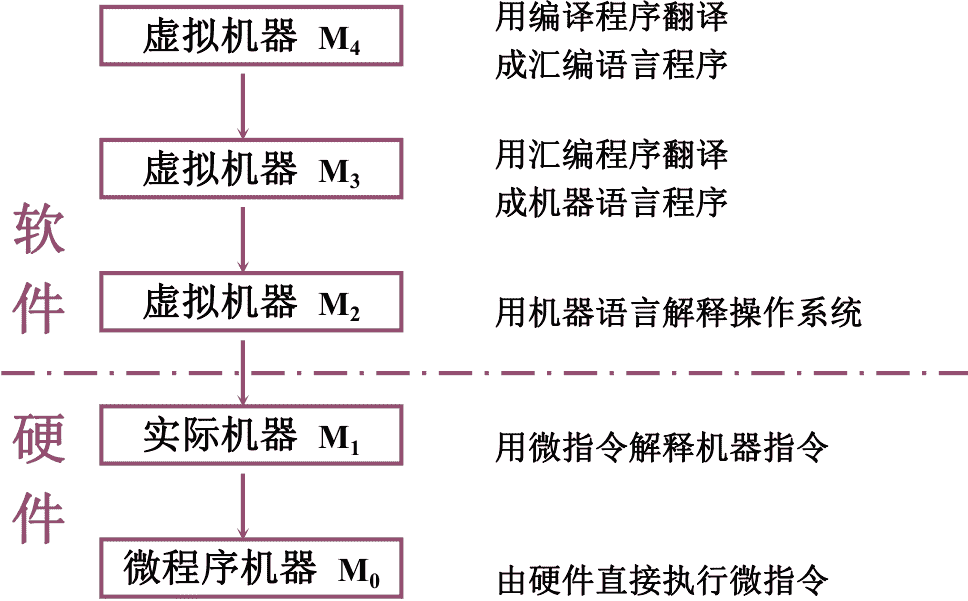 虚拟机器 M4
用编译程序翻译
成汇编语言程序
虚拟机器 M3
用汇编程序翻译
成机器语言程序
软件
虚拟机器 M2
用机器语言解释操作系统
硬件
实际机器 M1
用微指令解释机器指令
微程序机器 M0
由硬件直接执行微指令